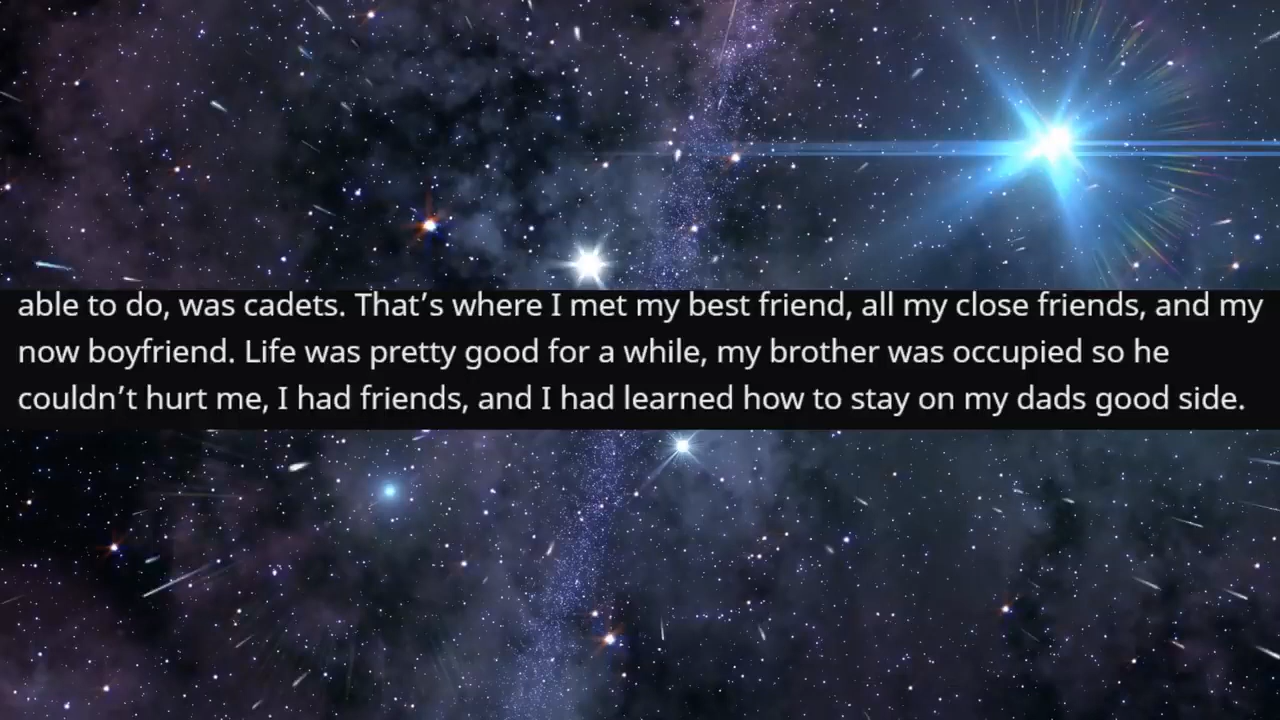 able to do, was cadets. That’s where I met my best friend, all my close friends, and my
now boyfriend. Life was pretty good for a while, my brother was occupied so he
couldn’t hurt me, I had friends, and I had learned how to stay on my dads good side.